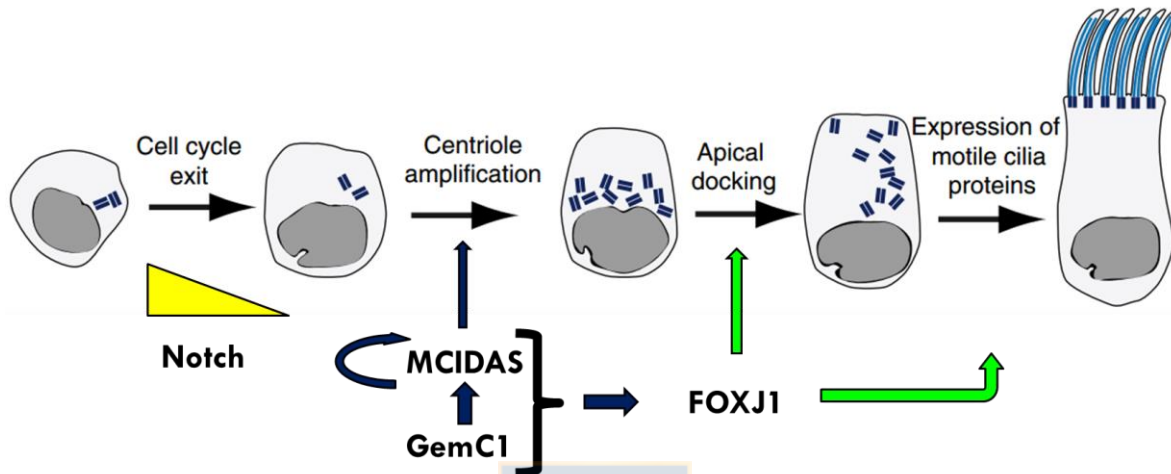 Cell cycle
exit
Centriole
amplification
Apical
docking
Expression of
motile cilia
proteins
Notch
MCIDAS
GemC1
FOXJ1